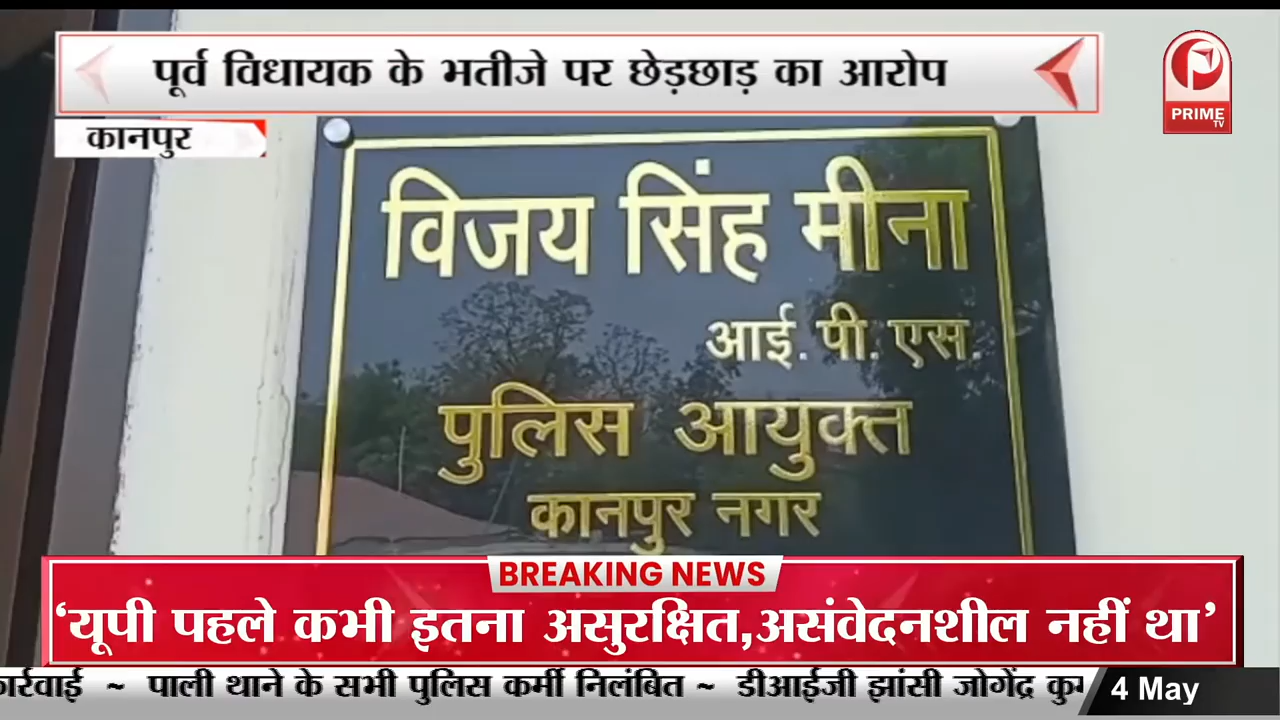 पूर्व विधायक के भतीजे पर छेड़छाड़ का आरोप
PRIME
TV
कानपुर
विजय सिंह मीना
आई. पी. एस.
पुलिस आयुक्त
कानपुर नगर
BREAKING NEWS
‘यूपी पहले कभी इतना असुरक्षित,असंवेदनशील नहीं था’
~ पाली थाने के सभी पुलिस कर्मी निलंबित ~ डीआईजी झांसी जोगेंद्र
4 May